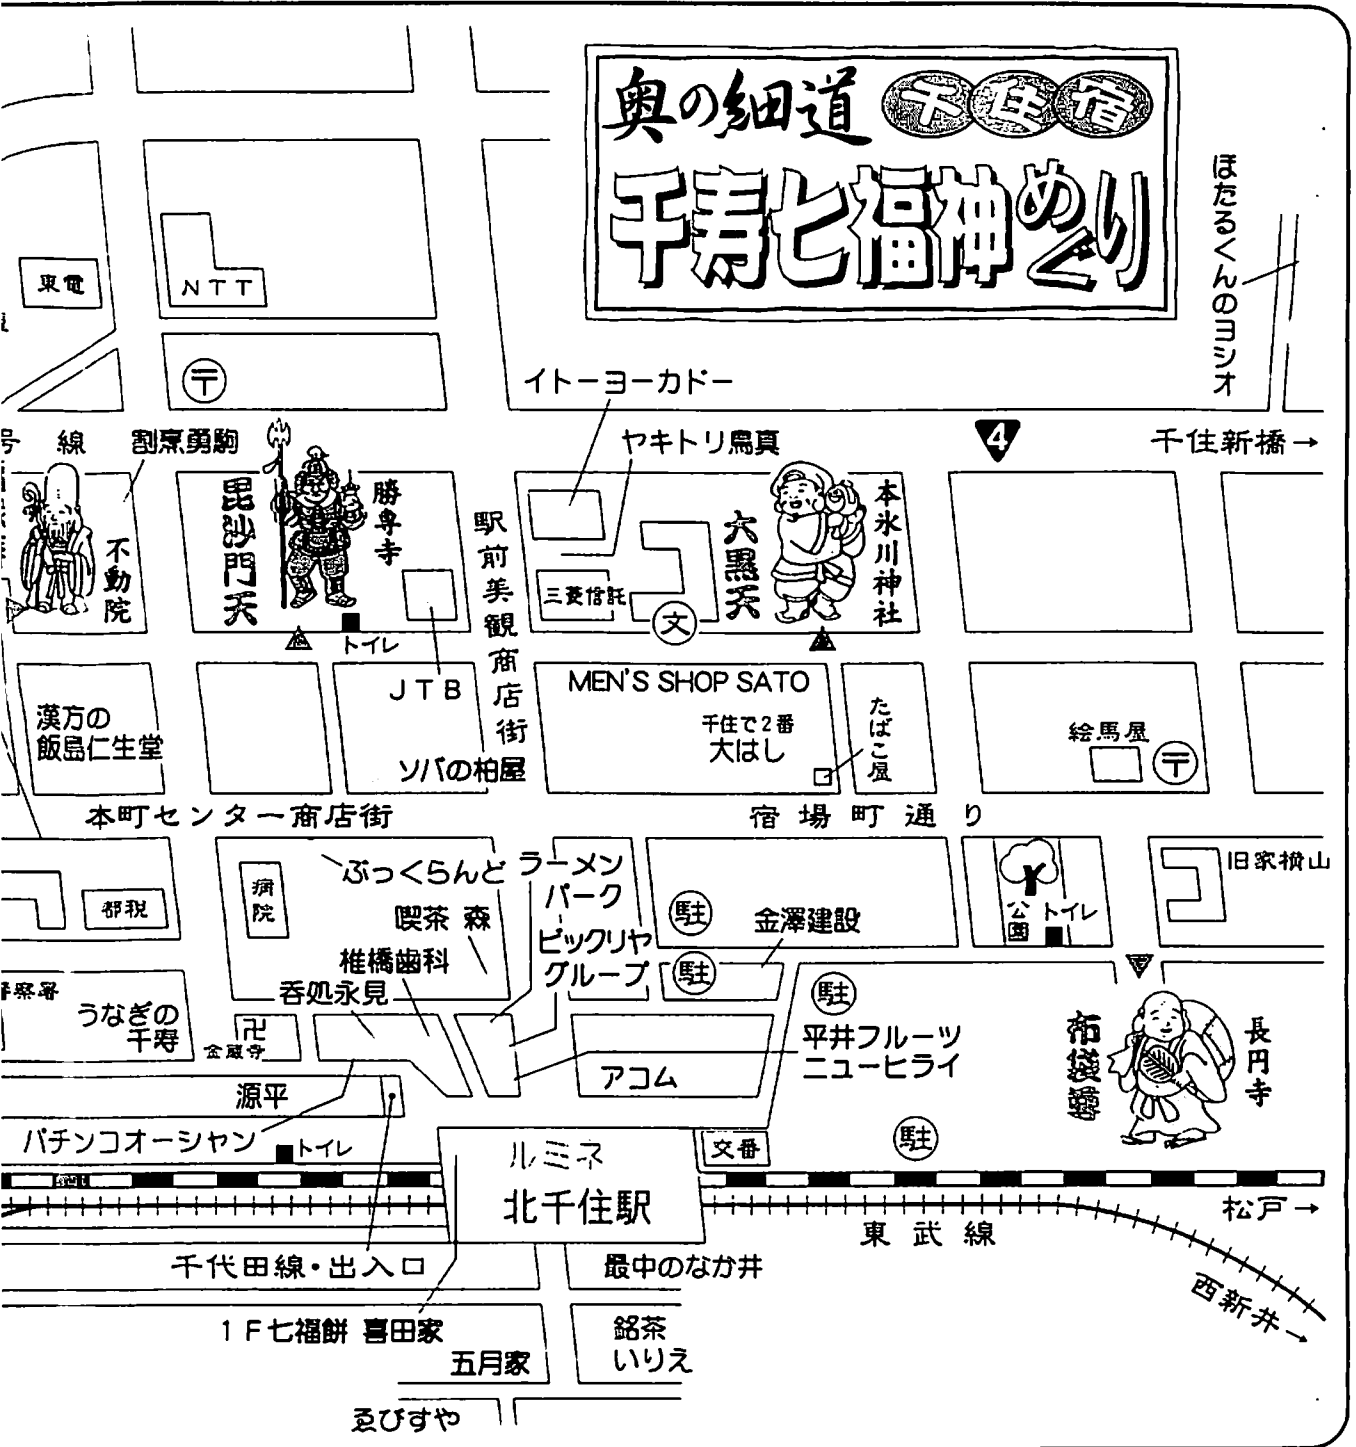 奥の細道 千住宿
千寿七福神めぐり
ほたるくんのヨシオ
東電
NTT
〒
イトーヨーカドー
号線
割烹勇駒
ヤキトリ鳥真
4
千住新橋→
不動院
毘沙門天
勝専寺
駅前美観商店街
三菱信託
文
大黒天
本氷川神社
トイレ
JTB
MEN'S SHOP SATO
漢方の
飯島仁生堂
千住で2番
大はし
たばこ屋
絵馬屋
〒
ソバの柏屋
本町センター商店街
宿場町通り
ぶっくらんど
ラーメン
パーク
旧家横山
病院
都税
喫茶 森
駐
金澤建設
公園
トイレ
ビックリヤ
グループ
椎橋歯科
駐
呑処永見
警察署
うなぎの
千寿
卍
金蔵寺
駐
平井フルーツ
ニューヒライ
布袋尊
長円寺
アコム
源平
パチンコオーシャン
トイレ
ルミネ
北千住駅
交番
駐
松戸→
東武線
千代田線・出入口
最中のなか井
西新井→
1F七福餅 喜田家
銘茶
いりえ
五月家
ゑびすや